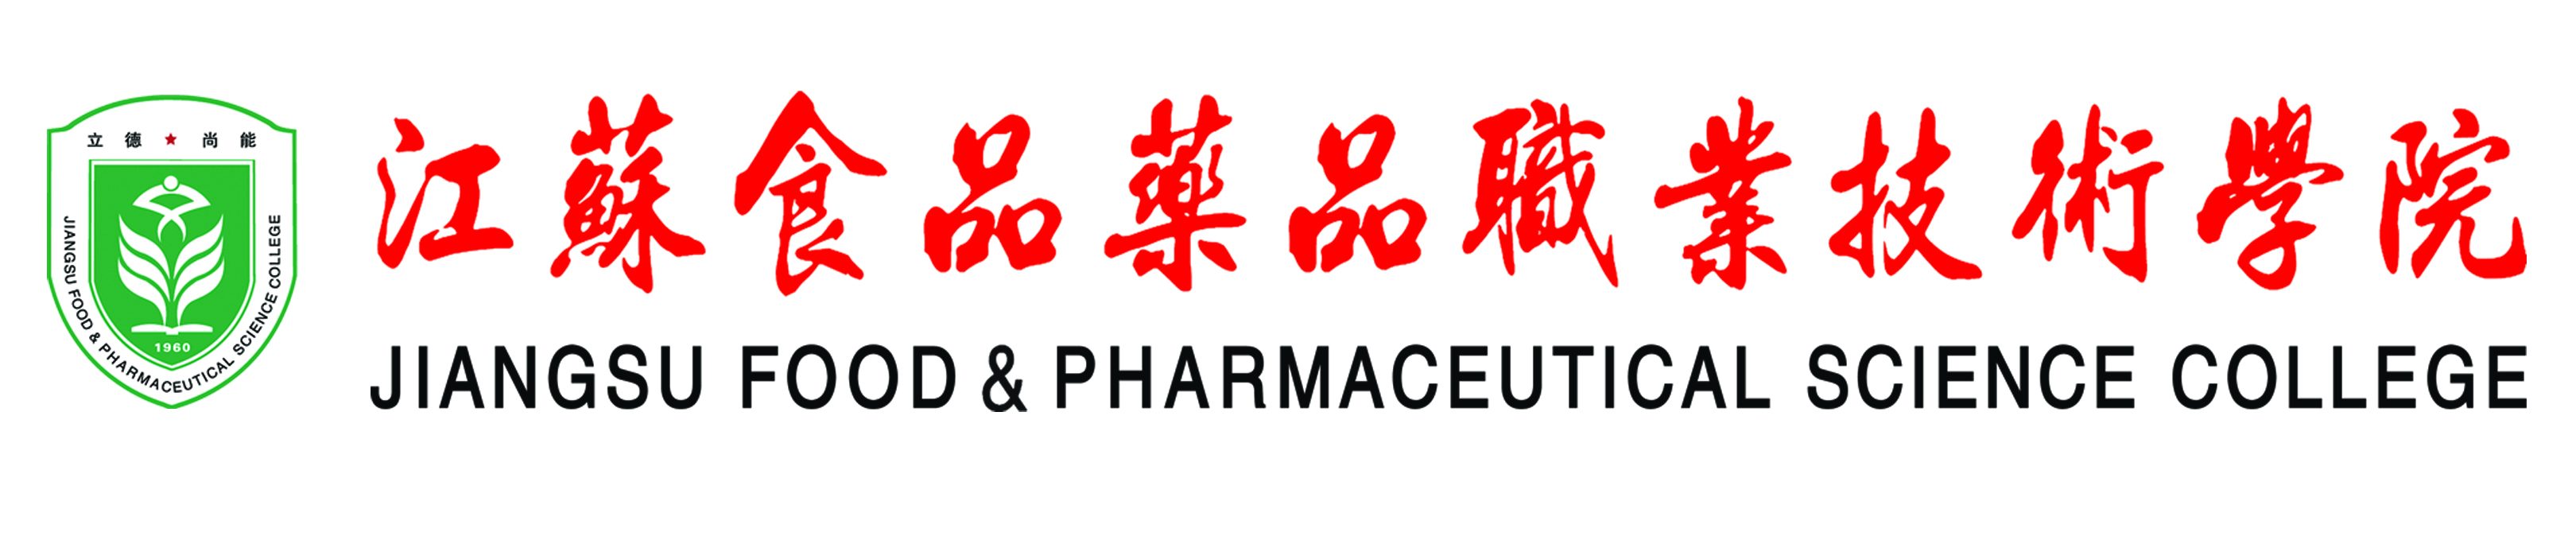 立德★尚能
JIANGSU FOOD & PHARMACEUTICAL SCIENCE COLLEGE
1960
江蘇食品藥品職業技術學院
JIANGSU FOOD & PHARMACEUTICAL SCIENCE COLLEGE